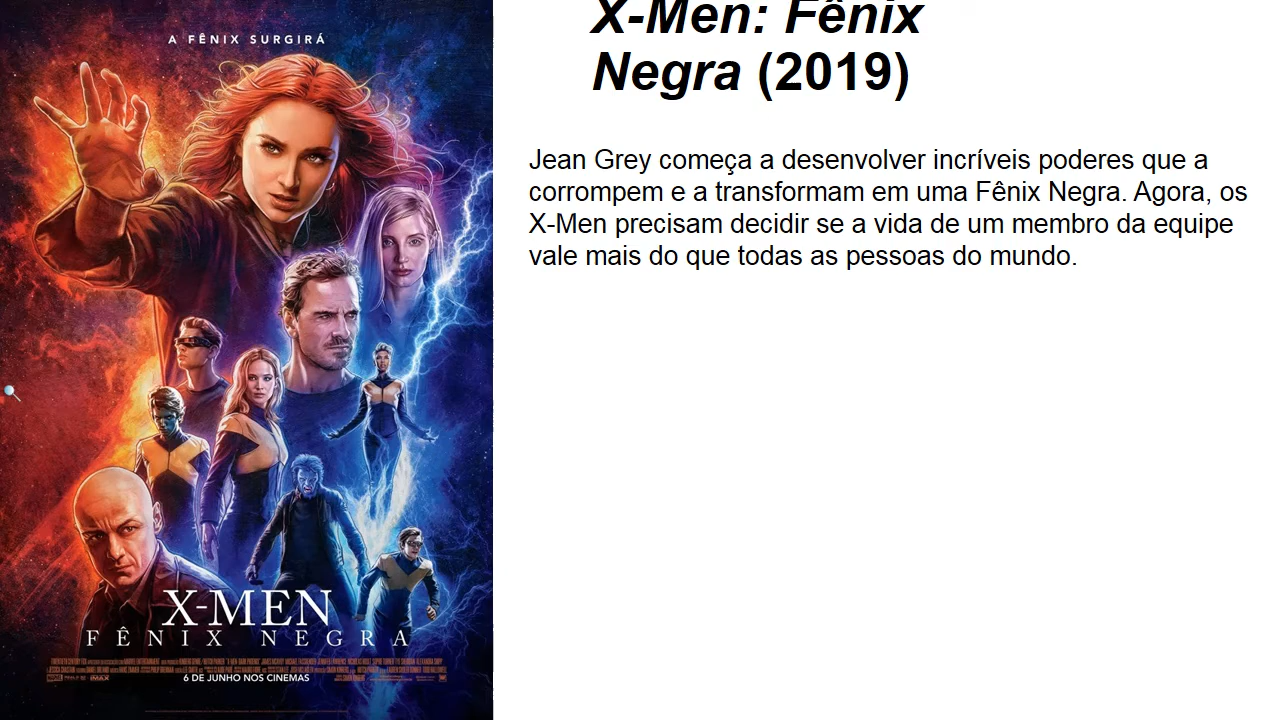 A FÊNIX SURGIRÁ
X-MEN
FÊNIX NEGRA
6 DE JUNHO NOS CINEMAS
X-Men: Fênix
Negra (2019)
Jean Grey começa a desenvolver incríveis poderes que a
corrompem e a transformam em uma Fênix Negra. Agora, os
X-Men precisam decidir se a vida de um membro da equipe
vale mais do que todas as pessoas do mundo.